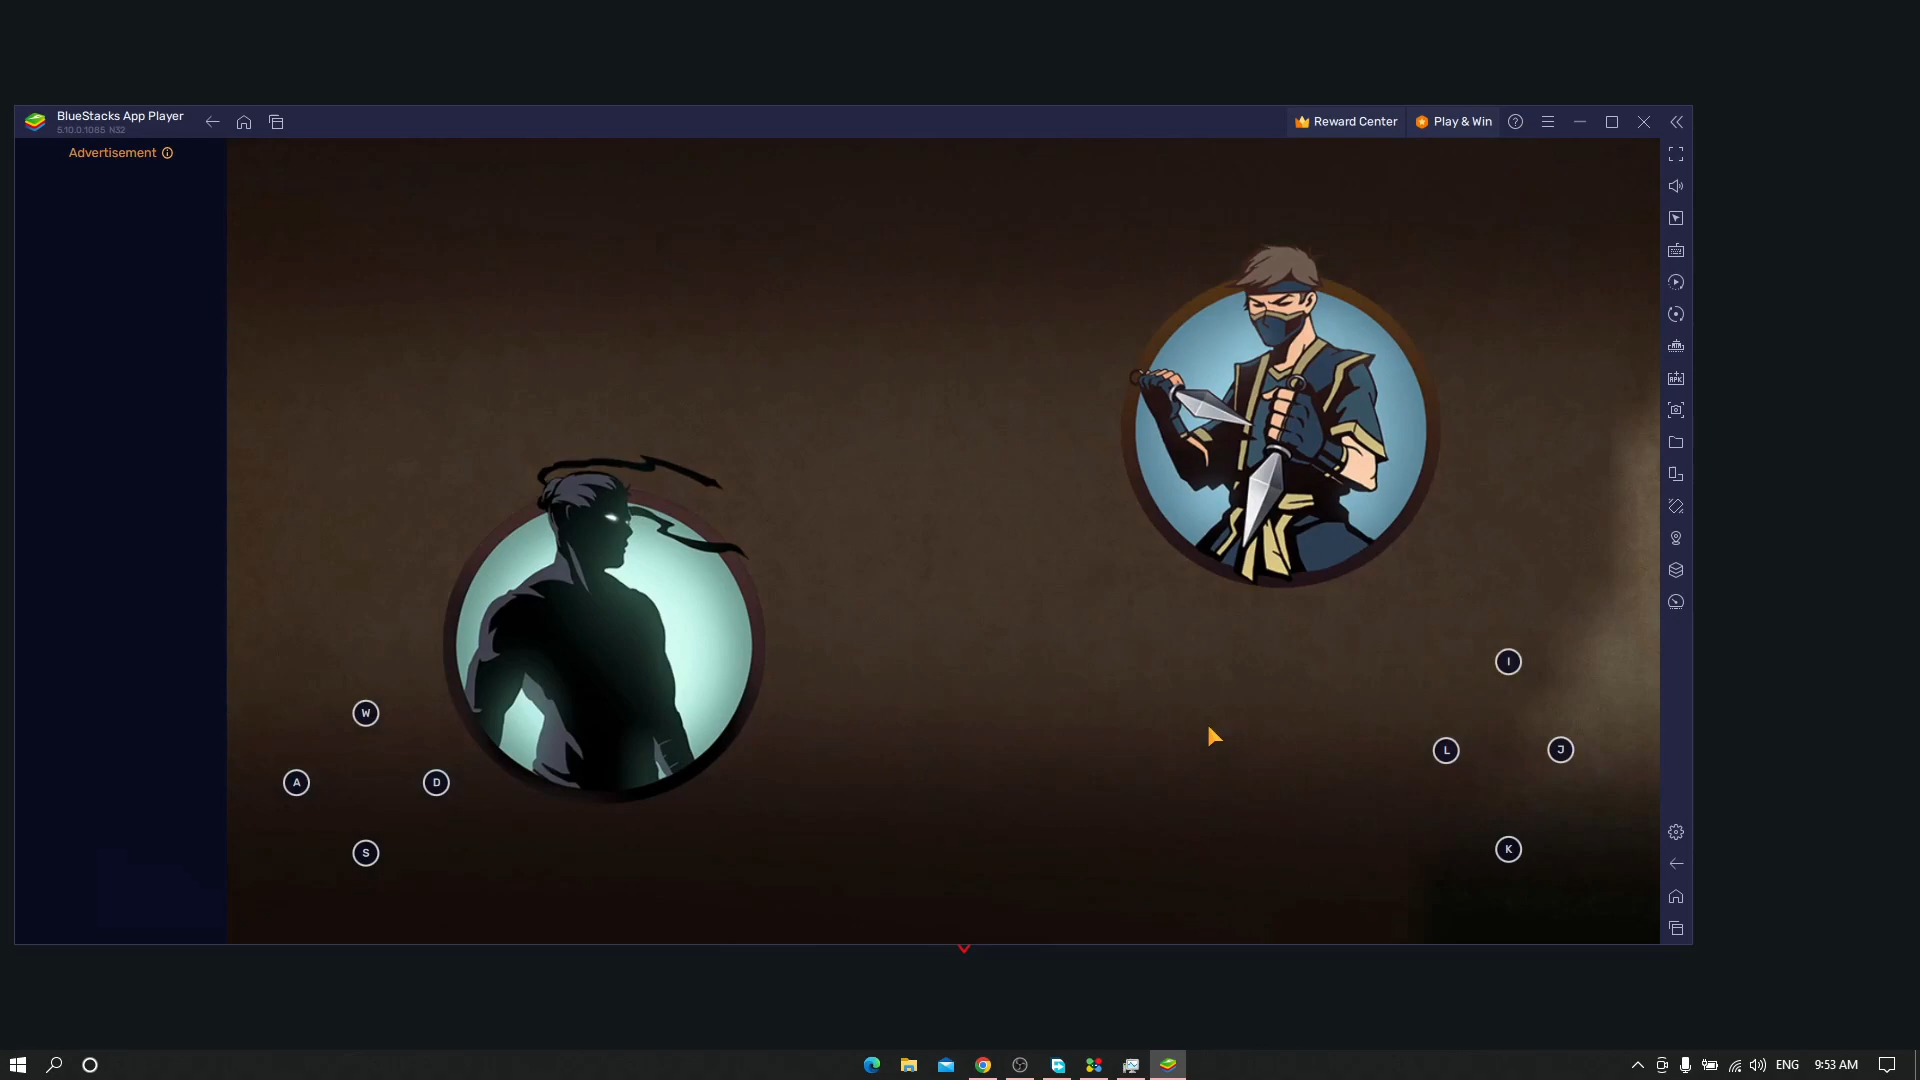 BlueStacks App Player
5.10.0.1085 N32
Reward Center
Play & Win
Advertisement
W
A
D
S
I
L
J
K
ENG
9:53 AM